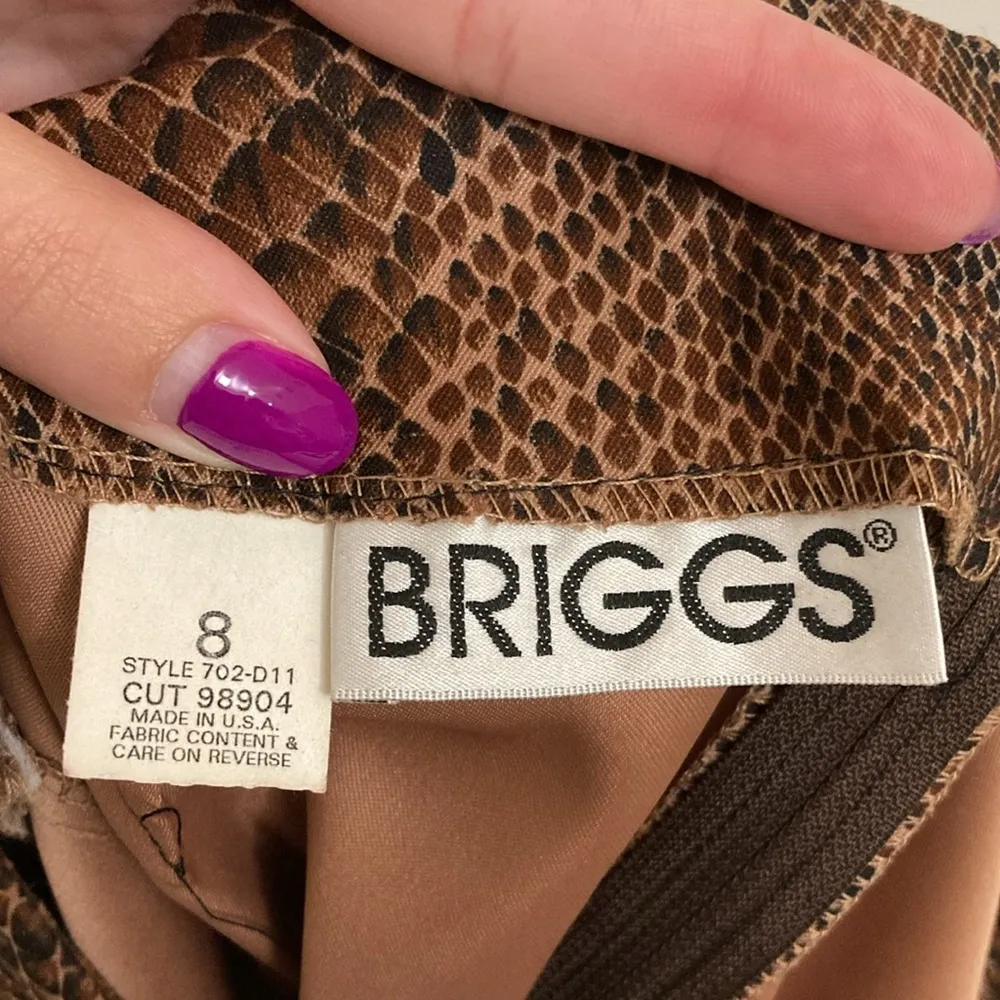 8
STYLE 702-D11
CUT 98904
MADE IN U.S.A.
FABRIC CONTENT &
CARE ON REVERSE
BRIGGS®